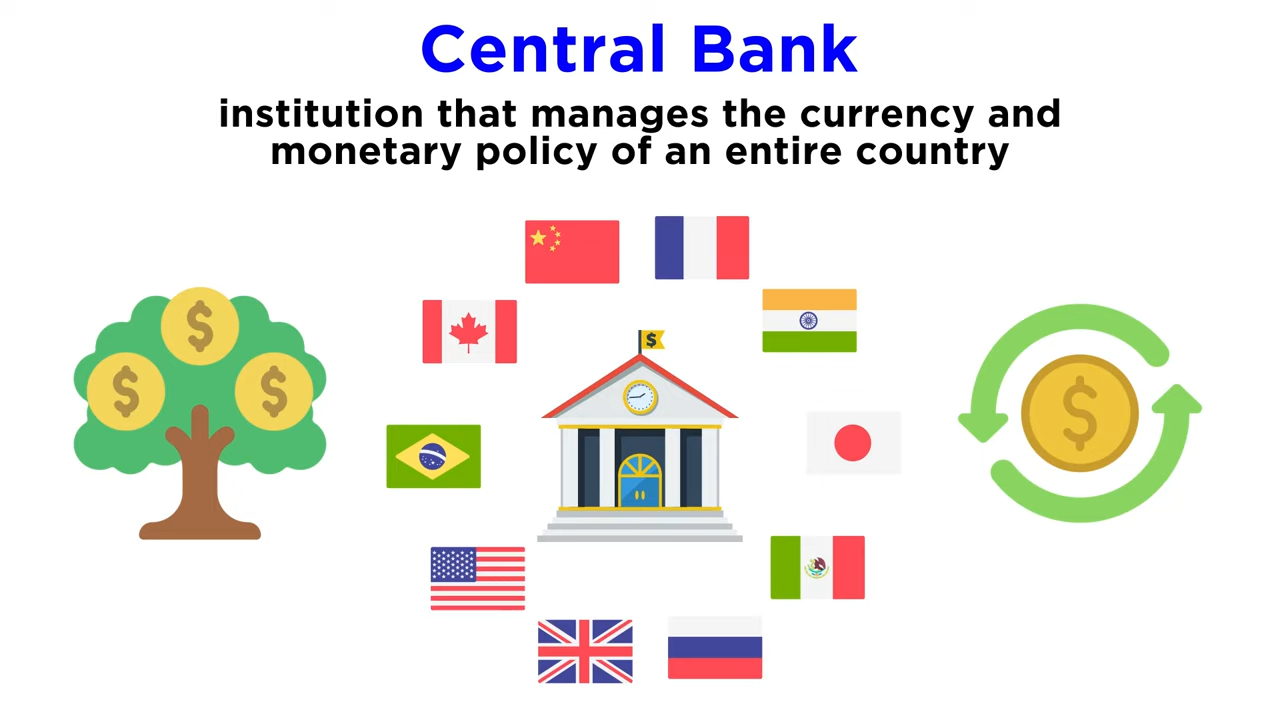 Central Bank
institution that manages the currency and
monetary policy of an entire country
$
$
$
$
$